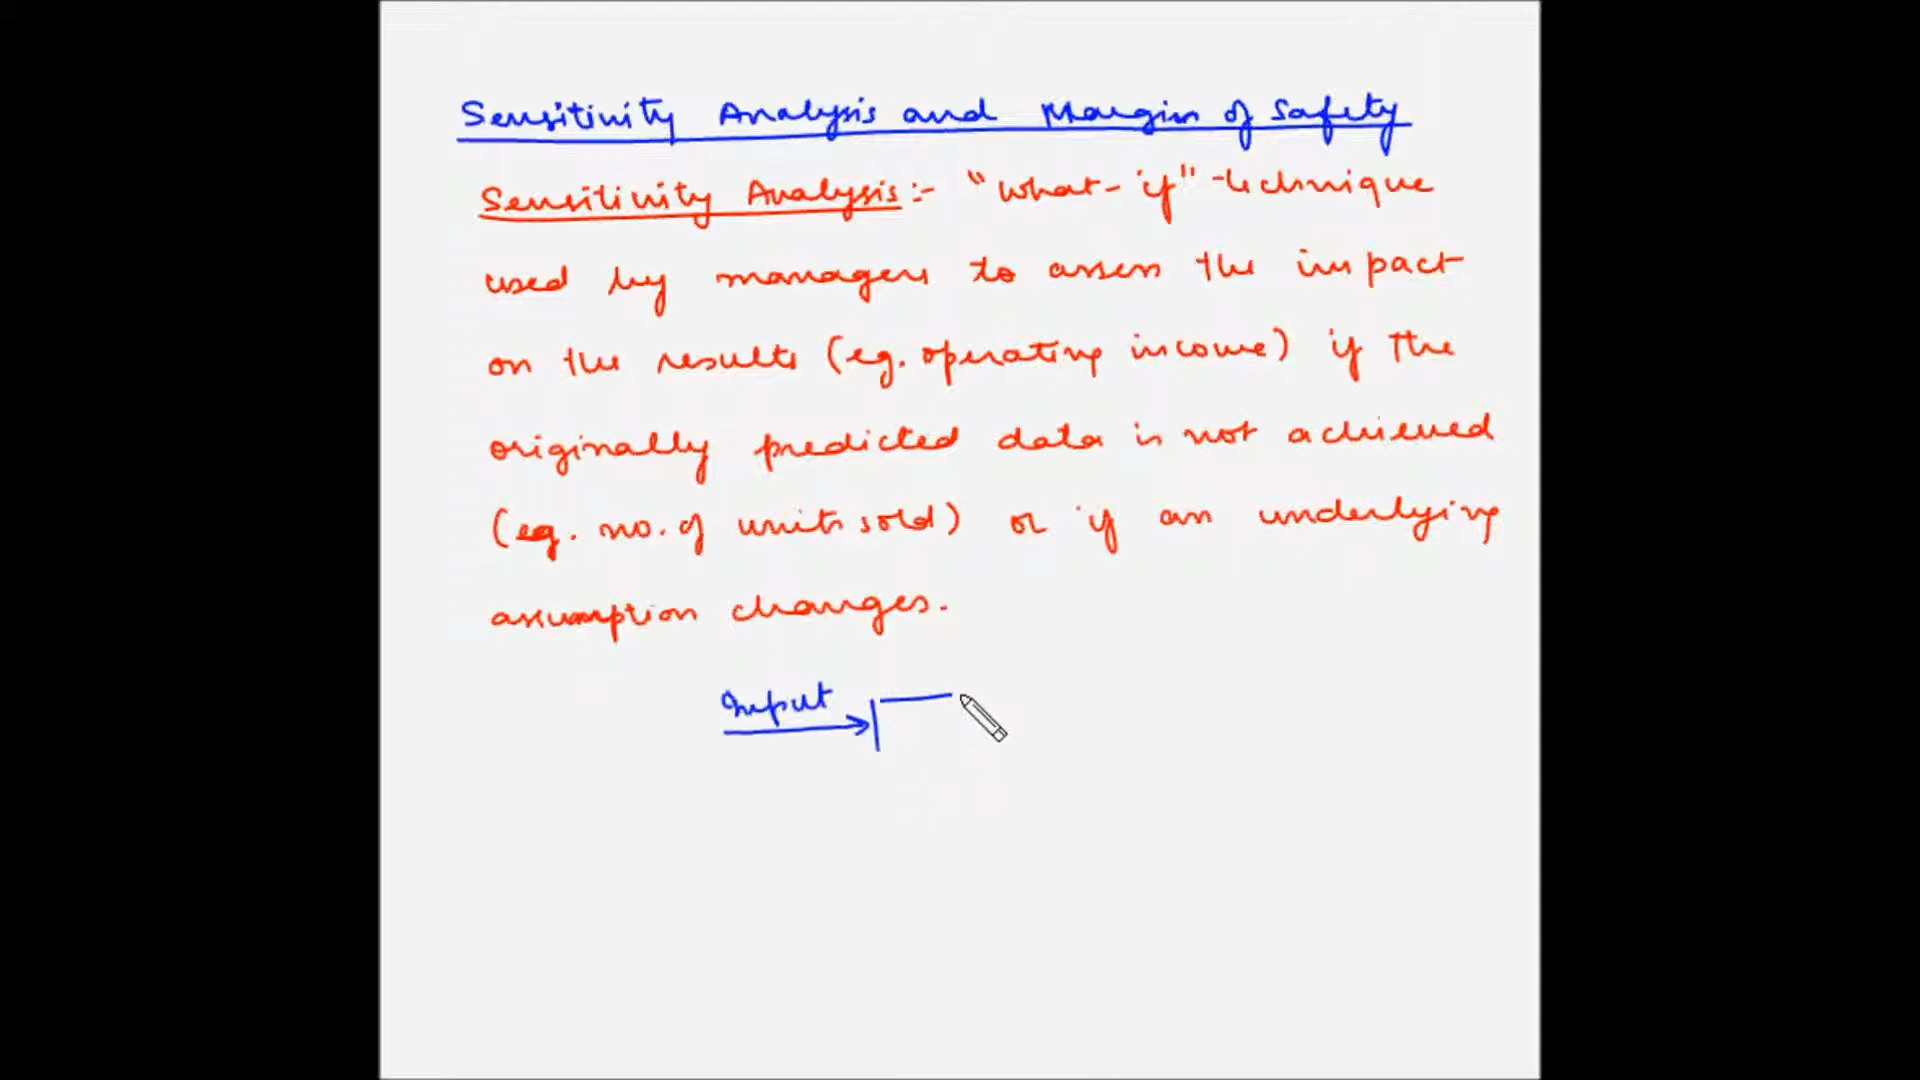 Sensitivity Analysis and Margin of Safety
Sensitivity Analysis :- "What-if" technique
used by managers to assess the impact
on the results (eg. operating income) if the
originally predicted data is not achieved
(eg. no. of units sold) or if an underlying
assumption changes.
Input